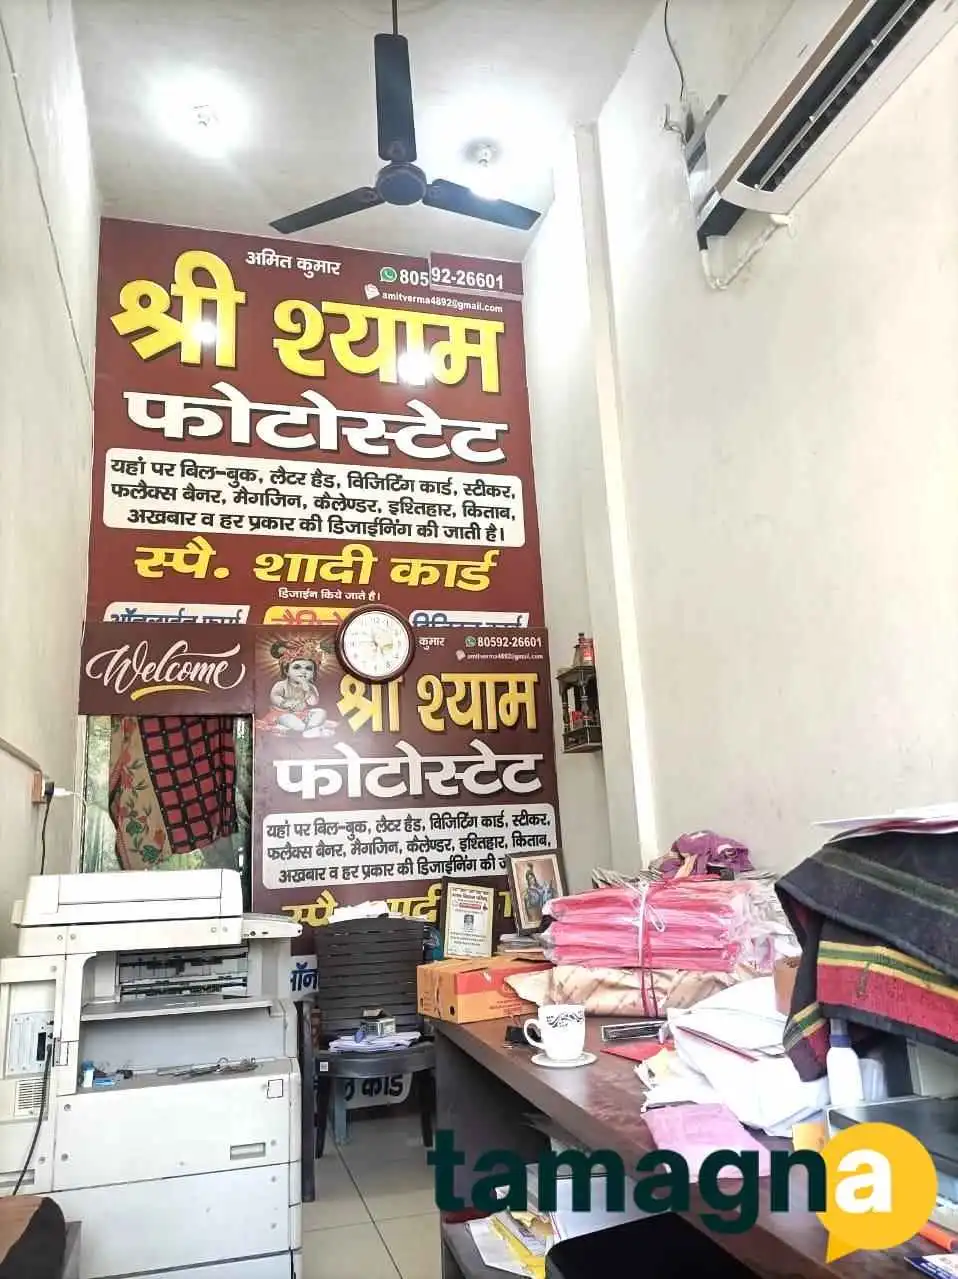 अमित कुमार
80592-26601
amitverma4892@gmail.com
श्री श्याम
फोटोस्टेट
यहां पर बिल-बुक, लैटर हैड, विजिटिंग कार्ड, स्टीकर,
फलैक्स बैनर, मैगजिन, कैलेण्डर, इश्तिहार, किताब,
अखबार व हर प्रकार की डिजाईनिंग की जाती है।
स्पै. शादी कार्ड
डिजाईन किये जाते है।
Welcome
कुमार
80592-26601
amitverma4892@gmail.com
श्री श्याम
फोटोस्टेट
यहां पर बिल-बुक, लैटर हैड, विजिटिंग कार्ड, स्टीकर,
फलैक्स बैनर, मैगजिन, कैलेण्डर, इश्तिहार, किताब,
अखबार व हर प्रकार की डिजाईनिंग की
स्पै.
कार्ड
tamagna